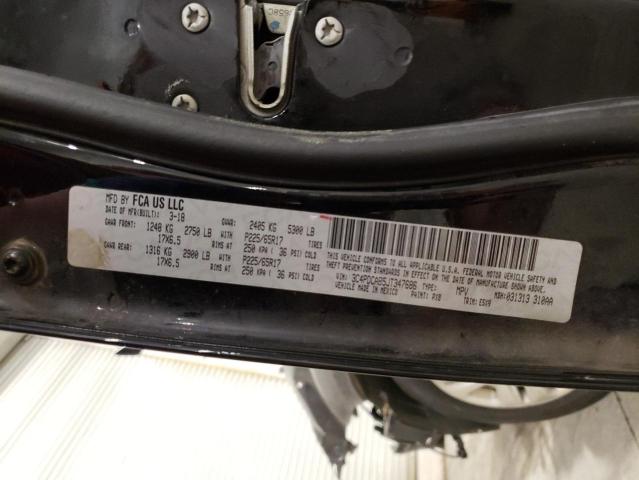 MFD BY FCA US LLC
DATE OF MFR(BUILT): 3-18 GVWR: 2405 KG 5300 LB
GAWR FRONT: 1248 KG 2750 LB WITH P225/65R17 TIRES
17X6.5 RIMS AT 250 KPA ( 36 PSI) COLD
GAWR REAR: 1316 KG 2900 LB WITH P225/65R17 TIRES
17X6.5 RIMS AT 250 KPA ( 36 PSI) COLD
THIS VEHICLE CONFORMS TO ALL APPLICABLE U.S.A. FEDERAL MOTOR VEHICLE SAFETY AND
THEFT PREVENTION STANDARDS IN EFFECT ON THE DATE OF MANUFACTURE SHOWN ABOVE.
VIN: 3C4PDCAB5JT347686 TYPE: MPV MDH: 031313 310AA
VEHICLE MADE IN MEXICO PAINT: TRIM: